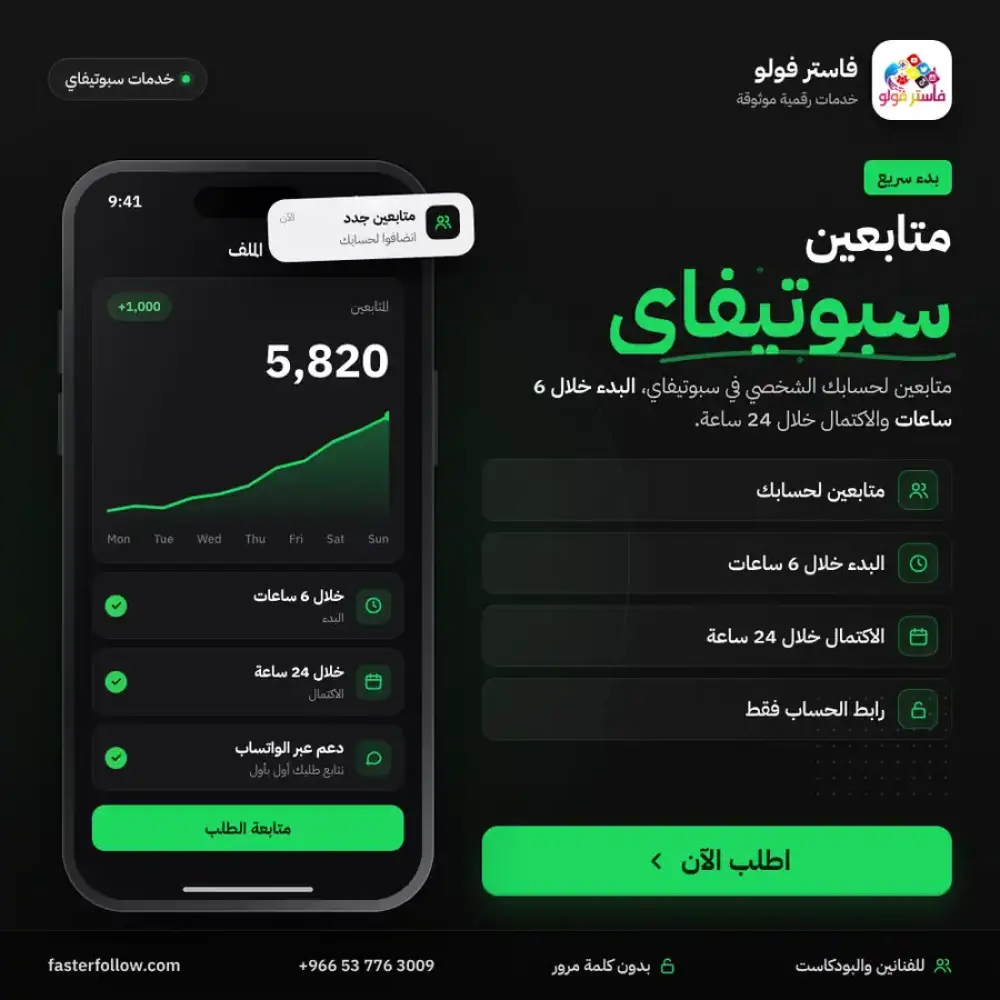 فاستر فولو
فاستر فولو
خدمات رقمية موثوقة
خدمات سبوتيفاي
بدء سريع
متابعين
سبوتيفاي
متابعين لحسابك الشخصي في سبوتيفاي، البدء خلال 6
ساعات والاكتمال خلال 24 ساعة.
متابعين لحسابك
البدء خلال 6 ساعات
الاكتمال خلال 24 ساعة
رابط الحساب فقط
اطلب الآن
9:41
متابعين جدد
الآن
انضافوا لحسابك
الملف
المتابعين
+1,000
5,820
Mon Tue Wed Thu Fri Sat Sun
خلال 6 ساعات
البدء
خلال 24 ساعة
الاكتمال
دعم عبر الواتساب
نتابع طلبك أول بأول
متابعة الطلب
للفنانين والبودكاست
بدون كلمة مرور
+966 53 776 3009
fasterfollow.com